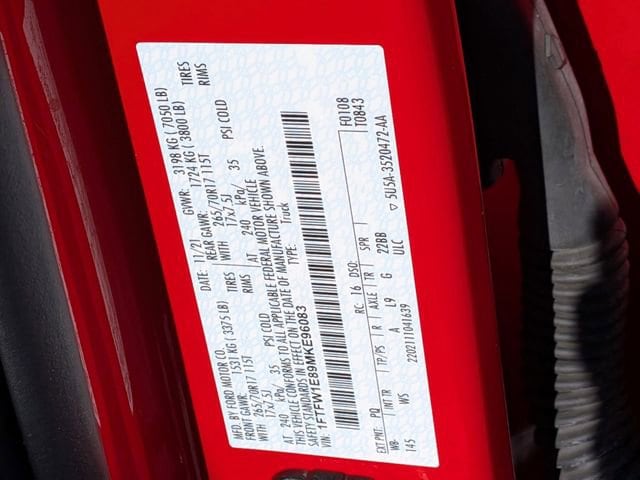 MFD. BY FORD MOTOR CO.
DATE: 11/21 GVWR: 3198 KG ( 7050 LB)
FRONT GAWR: 1531 KG ( 3375 LB) REAR GAWR: 1724 KG ( 3800 LB)
WITH 265/70R17 115T TIRES WITH 265/70R17 115T TIRES
17x7.5J RIMS 17x7.5J RIMS
AT 240 kPa/ 35 PSI COLD AT 240 kPa/ 35 PSI COLD
THIS VEHICLE CONFORMS TO ALL APPLICABLE FEDERAL MOTOR VEHICLE
SAFETY STANDARDS IN EFFECT ON THE DATE OF MANUFACTURE SHOWN ABOVE.
VIN: 1FTFW1E89MKE96083 TYPE: Truck
F0108
T0843
EXT PNT: PQ RC: 16 DSO:
WB INT TR TP/PS R AXLE TR SPR
145 WS A L9 G 22BB
2202111041639 ULC
▽ 5U5A-3520472-AA